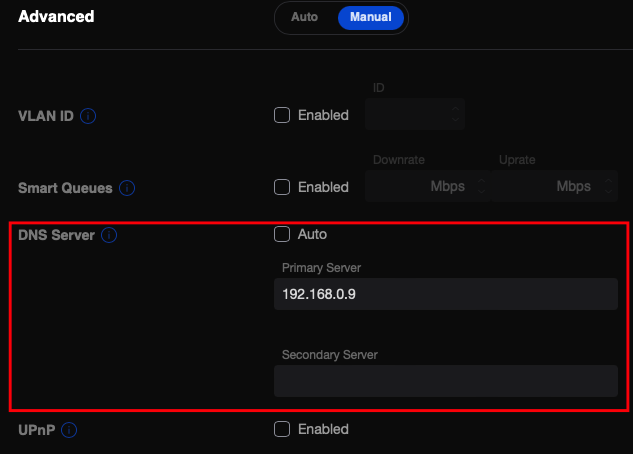 Advanced
Auto
Manual
VLAN ID
Enabled
ID
Smart Queues
Enabled
Downrate
Mbps
Uprate
Mbps
DNS Server
Auto
Primary Server
192.168.0.9
Secondary Server
UPnP
Enabled